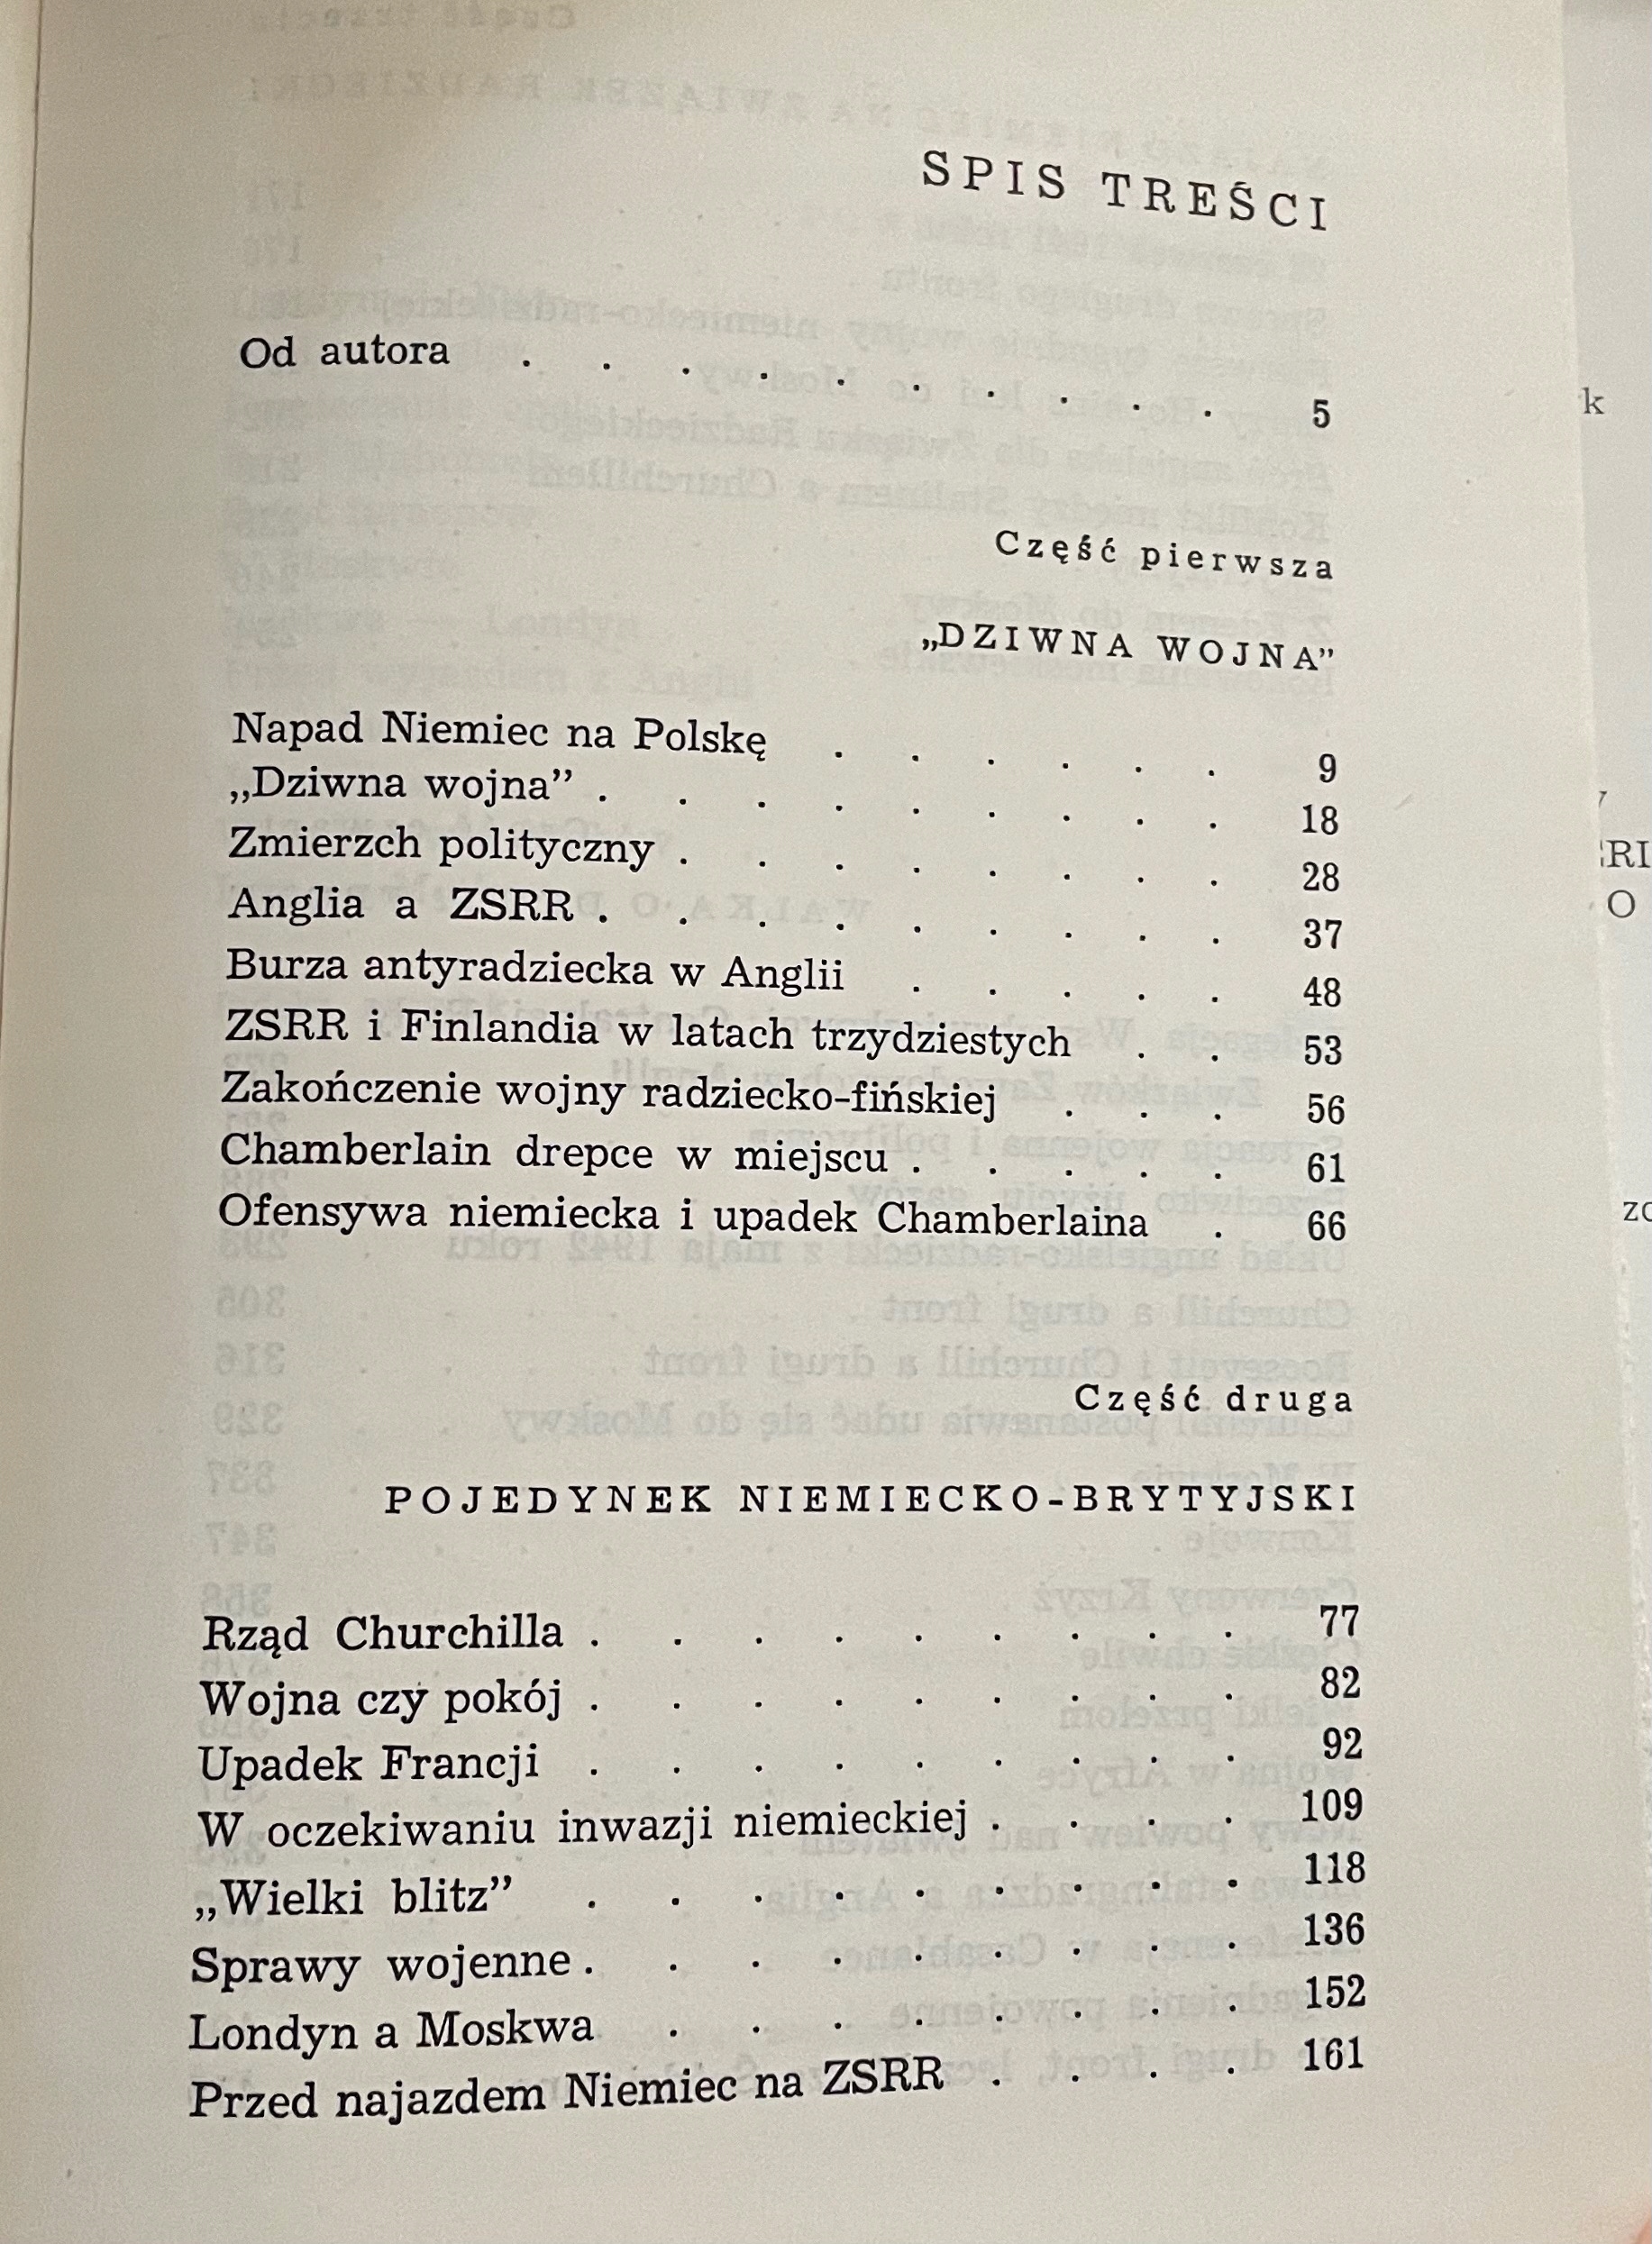 SPIS TREŚCI
Od autora . . . . . . . . . . 5
Część pierwsza
„DZIWNA WOJNA”
Napad Niemiec na Polskę . . . . . . 9
„Dziwna wojna” . . . . . . . . . 18
Zmierzch polityczny . . . . . . . . 28
Anglia a ZSRR . . . . . . . . . 37
Burza antyradziecka w Anglii . . . . . 48
ZSRR i Finlandia w latach trzydziestych . . 53
Zakończenie wojny radziecko-fińskiej . . . 56
Chamberlain drepce w miejscu . . . . . 61
Ofensywa niemiecka i upadek Chamberlaina . 66
Część druga
POJEDYNEK NIEMIECKO-BRYTYJSKI
Rząd Churchilla . . . . . . . . . 77
Wojna czy pokój . . . . . . . . . 82
Upadek Francji . . . . . . . . . 92
W oczekiwaniu inwazji niemieckiej . . . . 109
„Wielki blitz” . . . . . . . . . 118
Sprawy wojenne . . . . . . . . . 136
Londyn a Moskwa . . . . . . . . 152
Przed najazdem Niemiec na ZSRR . . . . 161